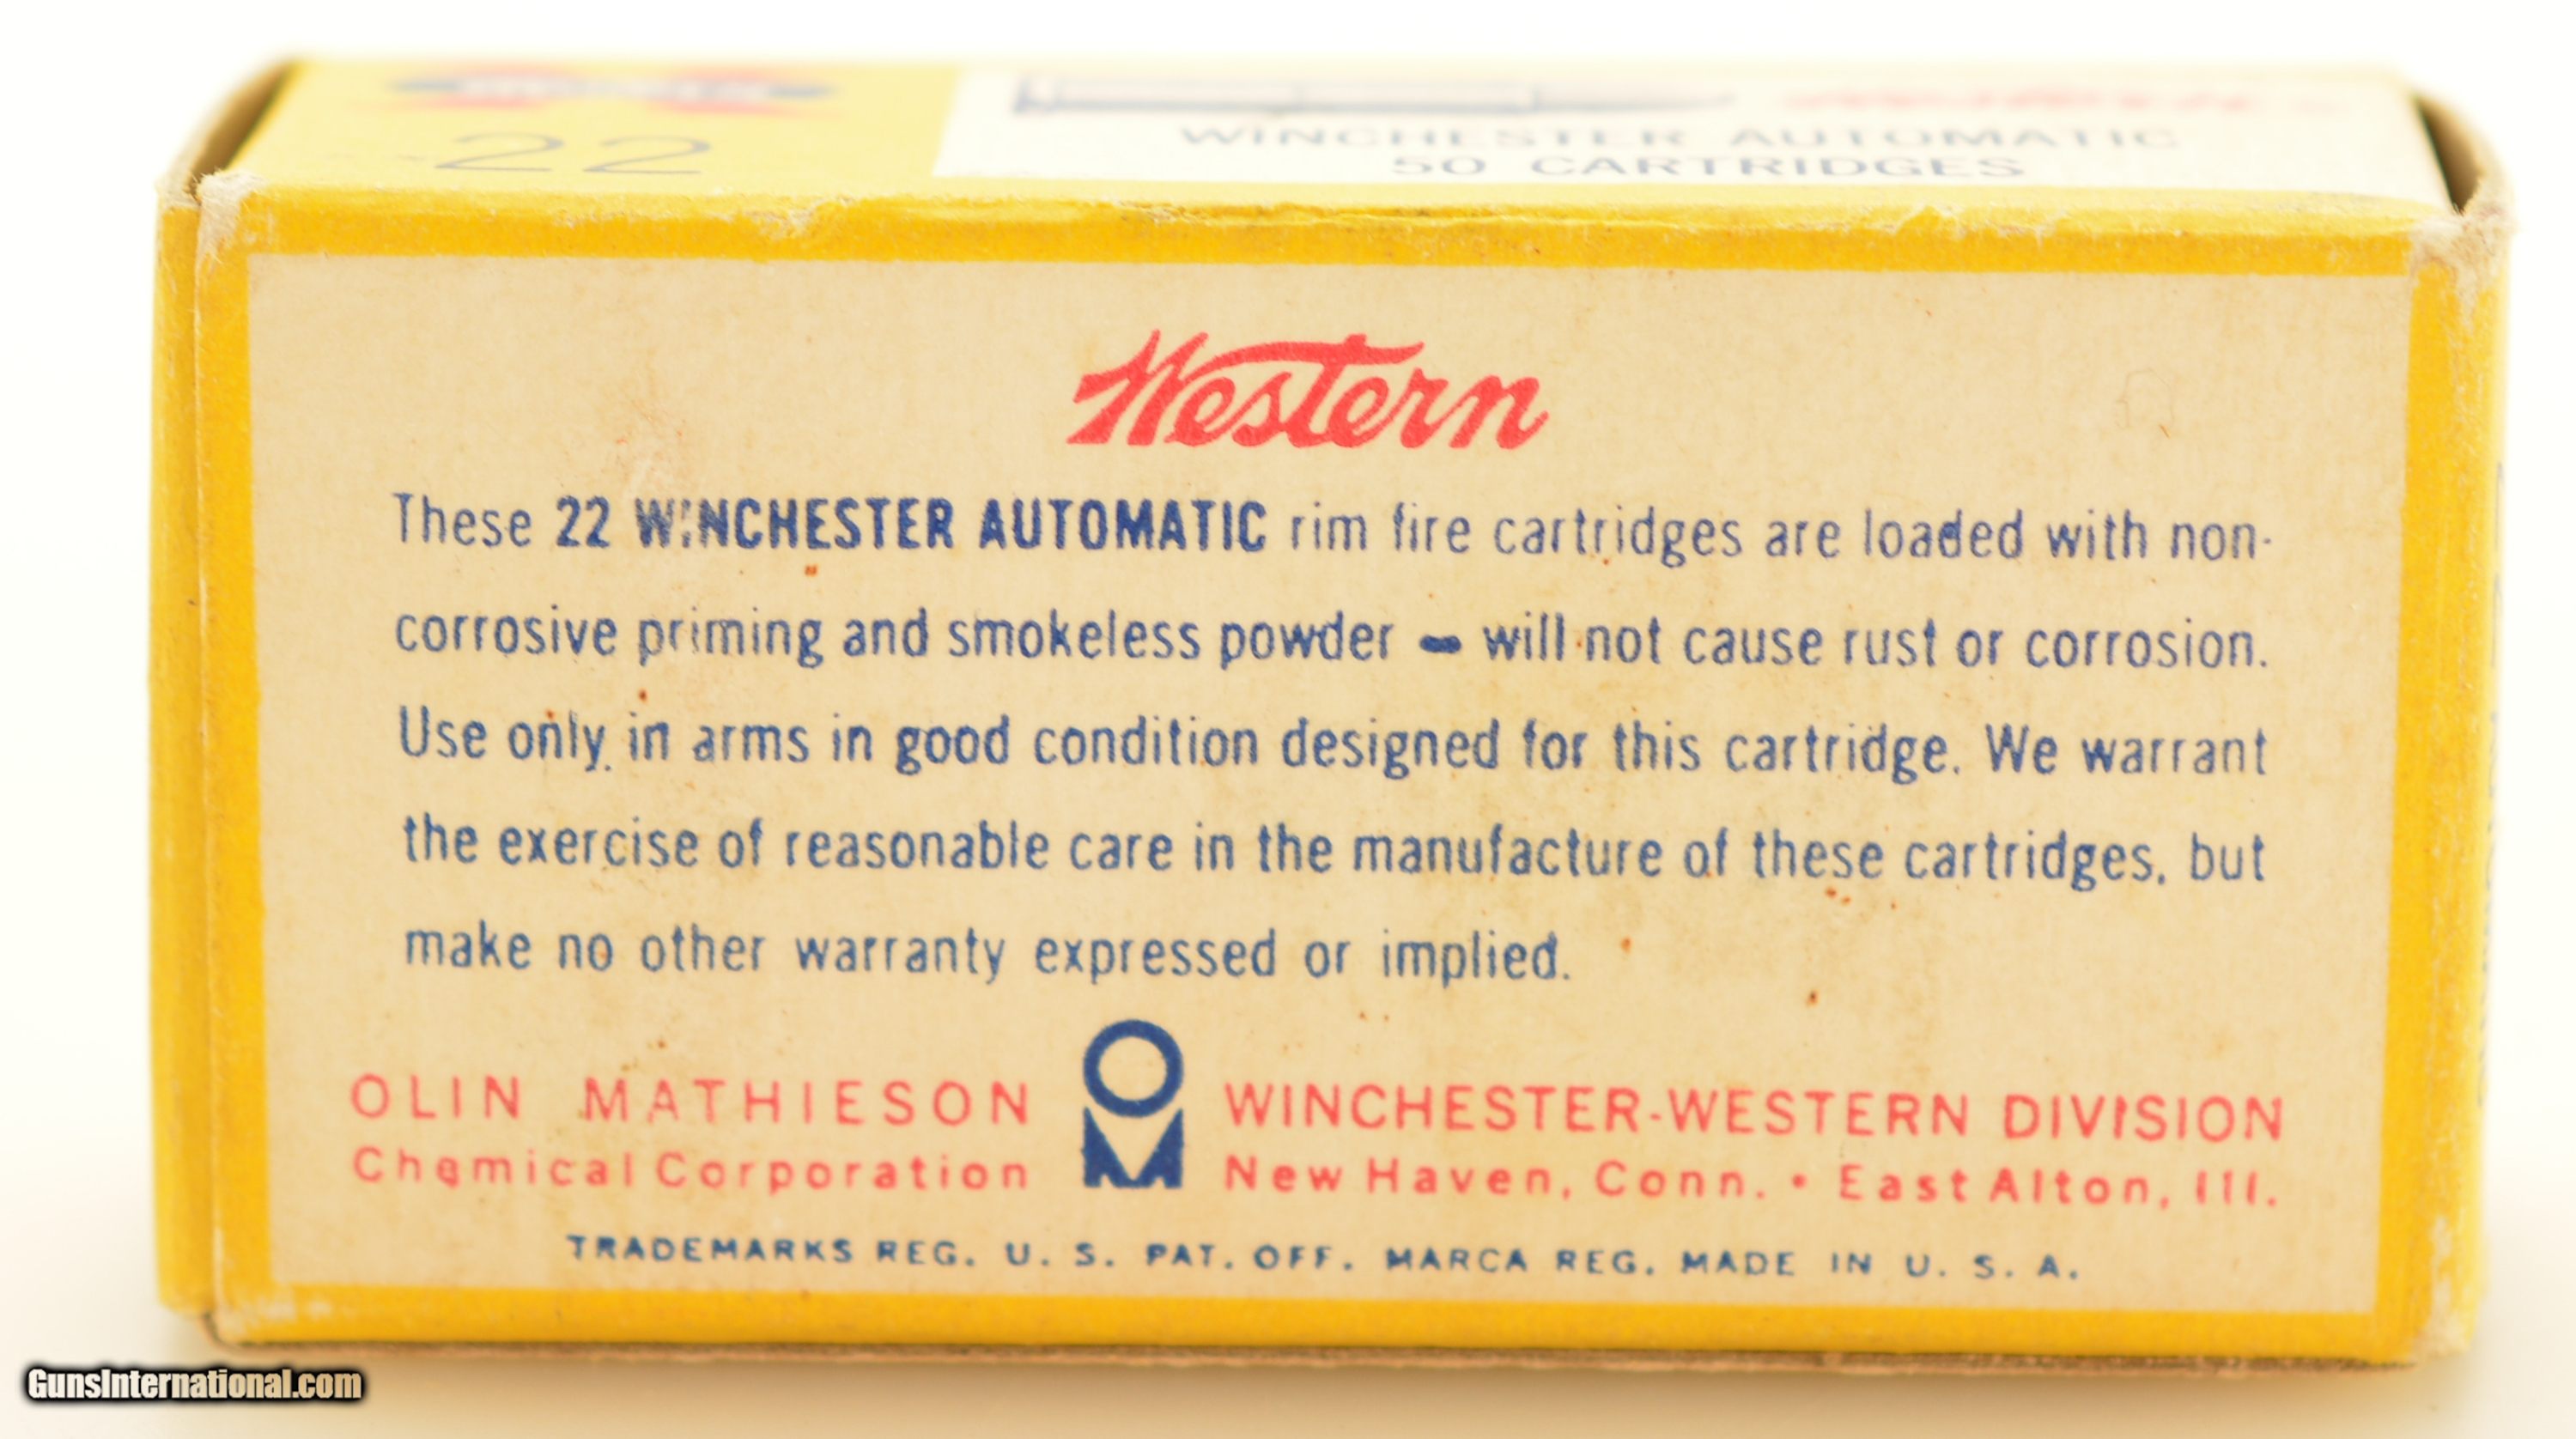 22
WINCHESTER AUTOMATIC
50 CARTRIDGES
Western
These 22 WINCHESTER AUTOMATIC rim fire cartridges are loaded with non-
corrosive priming and smokeless powder - will not cause rust or corrosion.
Use only in arms in good condition designed for this cartridge. We warrant
the exercise of reasonable care in the manufacture of these cartridges, but
make no other warranty expressed or implied.
OLIN MATHIESON
Chemical Corporation
OM
WINCHESTER-WESTERN DIVISION
New Haven, Conn. • East Alton, Ill.
TRADEMARKS REG. U. S. PAT. OFF. MARCA REG. MADE IN U. S. A.
GunsInternational.com